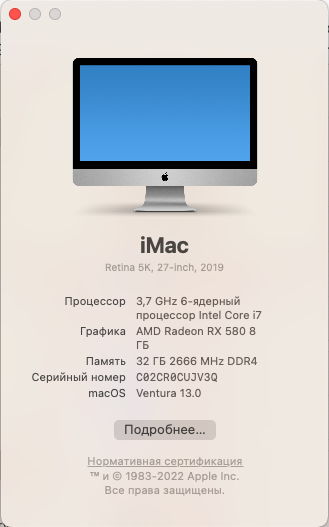 iMac
Retina 5K, 27-inch, 2019
Процессор 3,7 GHz 6-ядерный
процессор Intel Core i7
Графика AMD Radeon RX 580 8
ГБ
Память 32 ГБ 2666 MHz DDR4
Серийный номер C02CR0CUJV3Q
macOS Ventura 13.0
Подробнее...
Нормативная сертификация
™ и © 1983-2022 Apple Inc.
Все права защищены.